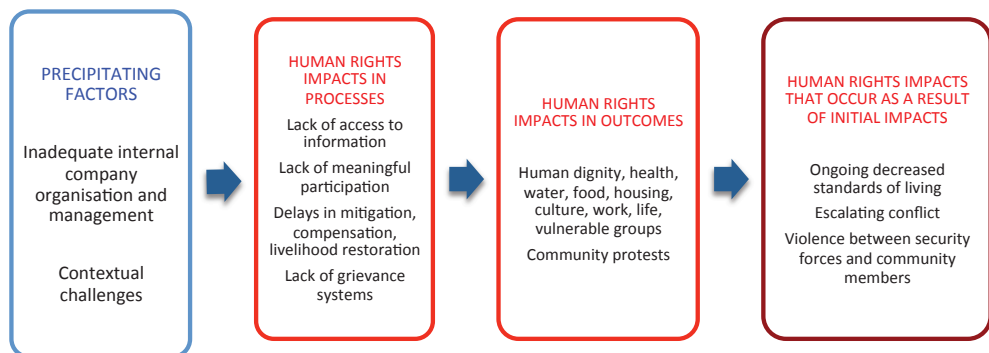 PRECIPITATING
FACTORS
Inadequate internal
company
organisation and
management
Contextual
challenges
HUMAN RIGHTS
IMPACTS IN
PROCESSES
Lack of access to
information
Lack of meaningful
participation
Delays in mitigation,
compensation,
livelihood restoration
Lack of grievance
systems
HUMAN RIGHTS
IMPACTS IN OUTCOMES
Human dignity, health,
water, food, housing,
culture, work, life,
vulnerable groups
Community protests
HUMAN RIGHTS IMPACTS
THAT OCCUR AS A RESULT
OF INITIAL IMPACTS
Ongoing decreased
standards of living
Escalating conflict
Violence between security
forces and community
members